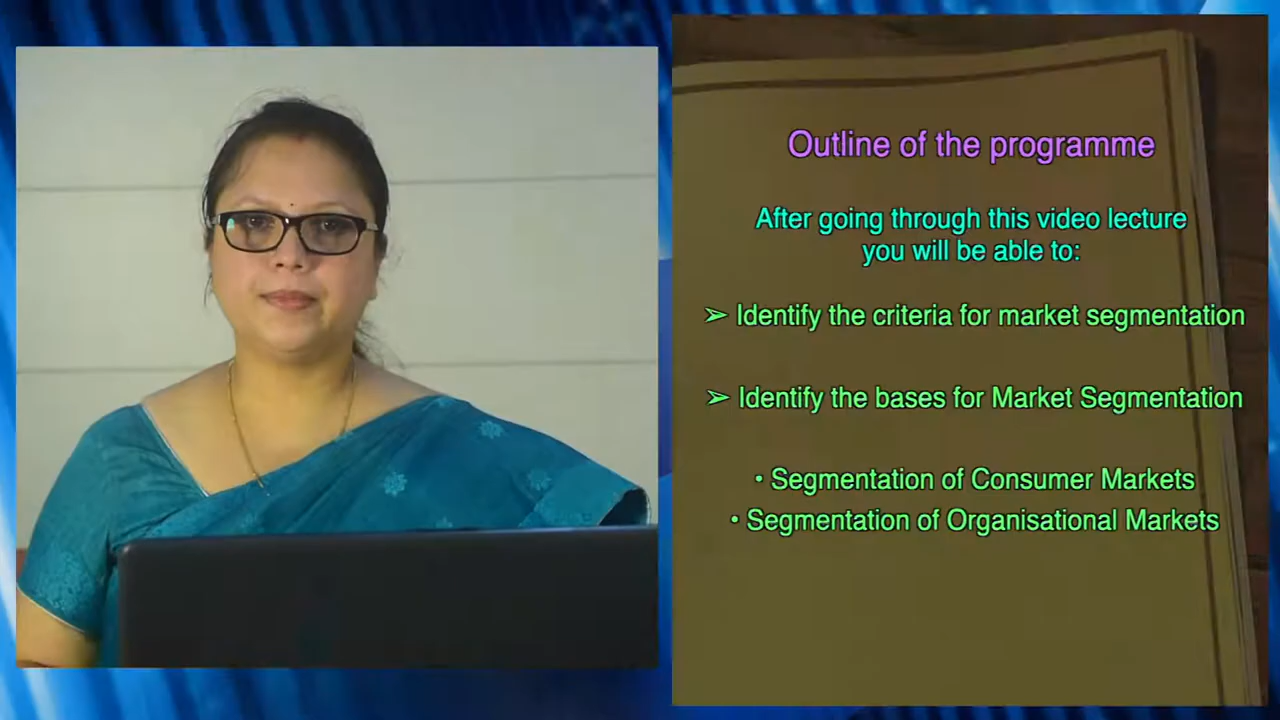 Outline of the programme
After going through this video lecture
you will be able to:
➢ Identify the criteria for market segmentation
➢ Identify the bases for Market Segmentation
• Segmentation of Consumer Markets
• Segmentation of Organisational Markets